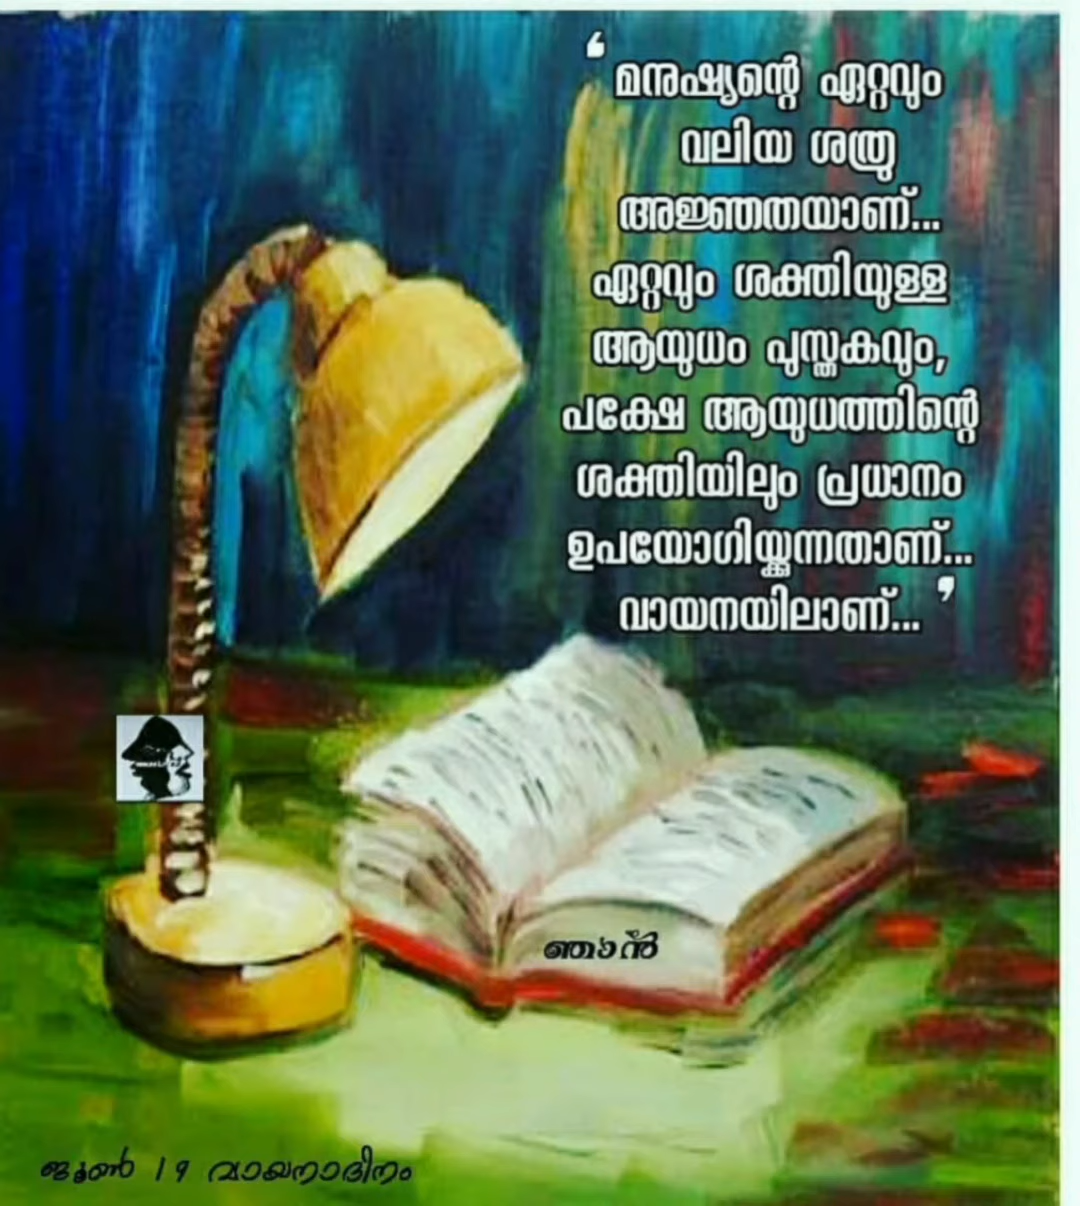 ‘ മനുഷ്യന്റെ ഏറ്റവും
വലിയ ശത്രു
അജ്ഞതയാണ്...
ഏറ്റവും ശക്തിയുള്ള
ആയുധം പുസ്തകവും,
പക്ഷേ ആയുധത്തിന്റെ
ശക്തിയിലും പ്രധാനം
ഉപയോഗിയ്ക്കുന്നതാണ്...
വായനയിലാണ്... ’
ഞാൻ
ജൂൺ 19 വായനാദിനം